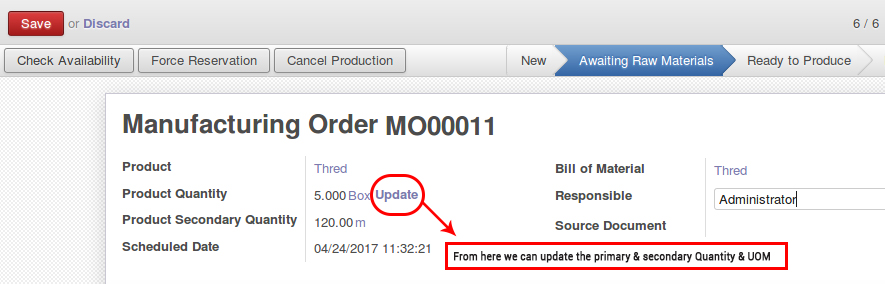 Save or Discard 6 / 6
Check Availability Force Reservation Cancel Production New Awaiting Raw Materials Ready to Produce
Manufacturing Order MO00011
Product Thred Bill of Material Thred
Product Quantity 5.000 Box Update Responsible Administrator
Product Secondary Quantity 120.00 m Source Document
Scheduled Date 04/24/2017 11:32:21
From here we can update the primary & secondary Quantity & UOM